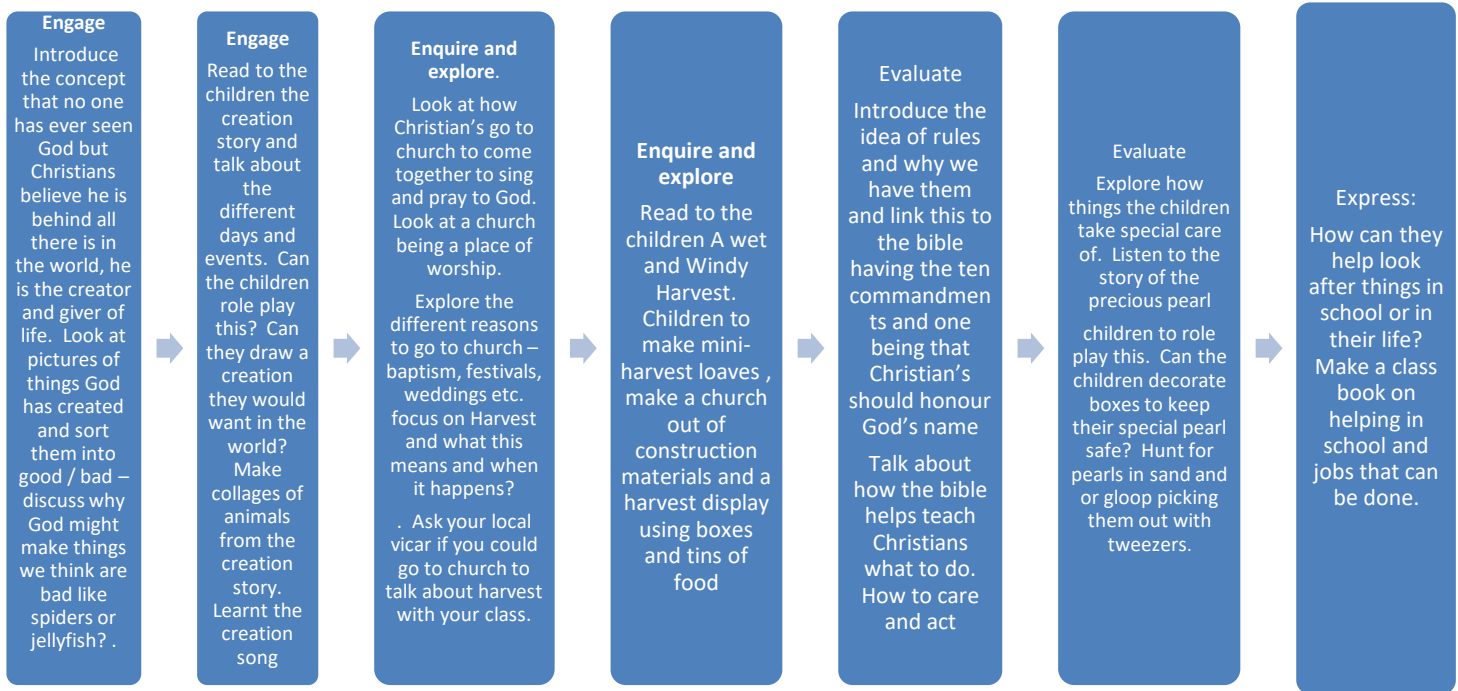 Engage
Introduce
the concept
that no one
has ever seen
God but
Christians
believe he is
behind all
there is in
the world, he
is the creator
and giver of
life. Look at
pictures of
things God
has created
and sort
them into
good / bad –
discuss why
God might
make things
we think are
bad like
spiders or
jellyfish? .
Engage
Read to the
children the
creation
story and
talk about
the
different
days and
events. Can
the children
role play
this? Can
they draw a
creation
they would
want in the
world?
Make
collages of
animals
from the
creation
story.
Learnt the
creation
song
Enquire and
explore.
Look at how
Christian's go to
church to come
together to sing
and pray to God.
Look at a church
being a place of
worship.
Explore the
different reasons
to go to church –
baptism, festivals,
weddings etc.
focus on Harvest
and what this
means and when
it happens?
. Ask your local
vicar if you could
go to church to
talk about harvest
with your class.
Enquire and
explore
Read to the
children A wet
and Windy
Harvest.
Children to
make mini-
harvest loaves ,
make a church
out of
construction
materials and a
harvest display
using boxes
and tins of
food
Evaluate
Introduce the
idea of rules
and why we
have them
and link this to
the bible
having the ten
commandmen
ts and one
being that
Christian's
should honour
God's name
Talk about
how the bible
helps teach
Christians
what to do.
How to care
and act
Evaluate
Explore how
things the children
take special care
of. Listen to the
story of the
precious pearl
children to role
play this. Can the
children decorate
boxes to keep
their special pearl
safe? Hunt for
pearls in sand and
or gloop picking
them out with
tweezers.
Express:
How can they
help look
after things in
school or in
their life?
Make a class
book on
helping in
school and
jobs that can
be done.